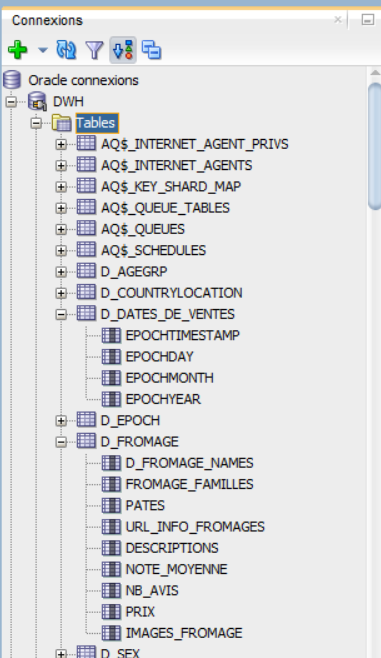 Connexions
Oracle connexions
DWH
Tables
AQ$_INTERNET_AGENT_PRIVS
AQ$_INTERNET_AGENTS
AQ$_KEY_SHARD_MAP
AQ$_QUEUE_TABLES
AQ$_QUEUES
AQ$_SCHEDULES
D_AGEGRP
D_COUNTRYLOCATION
D_DATES_DE_VENTES
EPOCHTIMESTAMP
EPOCHDAY
EPOCHMONTH
EPOCHYEAR
D_EPOCH
D_FROMAGE
D_FROMAGE_NAMES
FROMAGE_FAMILLES
PATES
URL_INFO_FROMAGES
DESCRIPTIONS
NOTE_MOYENNE
NB_AVIS
PRIX
IMAGES_FROMAGE
D_SEX